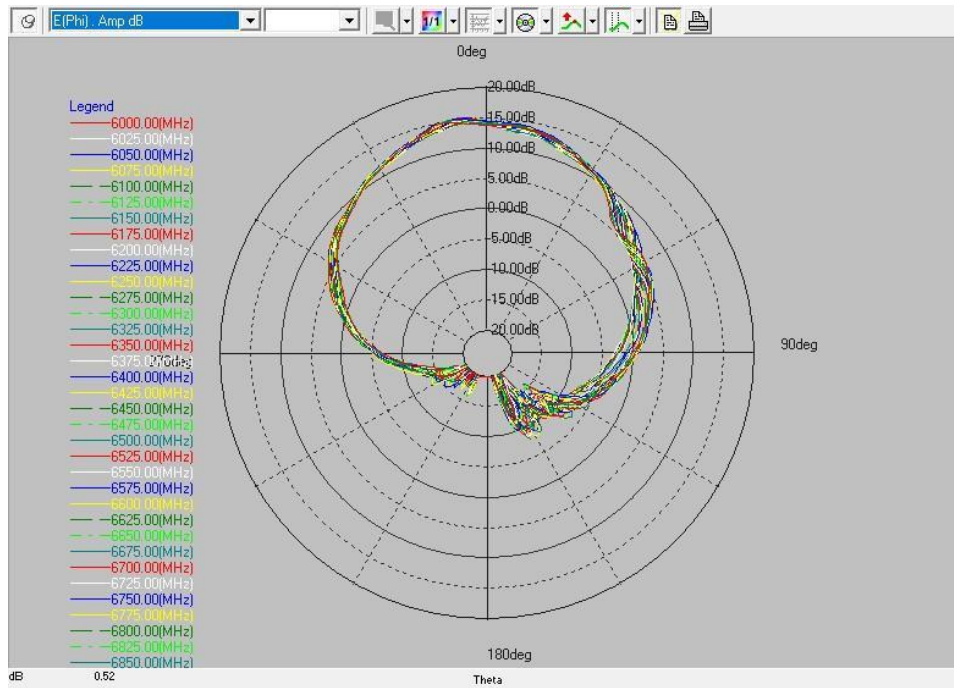 E(Phi) . Amp dB
1/1
0deg
Legend
6000.00(MHz)
6025.00(MHz)
6050.00(MHz)
6075.00(MHz)
6100.00(MHz)
6125.00(MHz)
6150.00(MHz)
6175.00(MHz)
6200.00(MHz)
6225.00(MHz)
6250.00(MHz)
6275.00(MHz)
6300.00(MHz)
6325.00(MHz)
6350.00(MHz)
6375.00(MHz)
6400.00(MHz)
6425.00(MHz)
6450.00(MHz)
6475.00(MHz)
6500.00(MHz)
6525.00(MHz)
6550.00(MHz)
6575.00(MHz)
6600.00(MHz)
6625.00(MHz)
6650.00(MHz)
6675.00(MHz)
6700.00(MHz)
6725.00(MHz)
6750.00(MHz)
6775.00(MHz)
6800.00(MHz)
6825.00(MHz)
6850.00(MHz)
20.00dB
15.00dB
10.00dB
5.00dB
0.00dB
-5.00dB
-10.00dB
-15.00dB
-20.00dB
270deg
90deg
180deg
dB 0.52 Theta